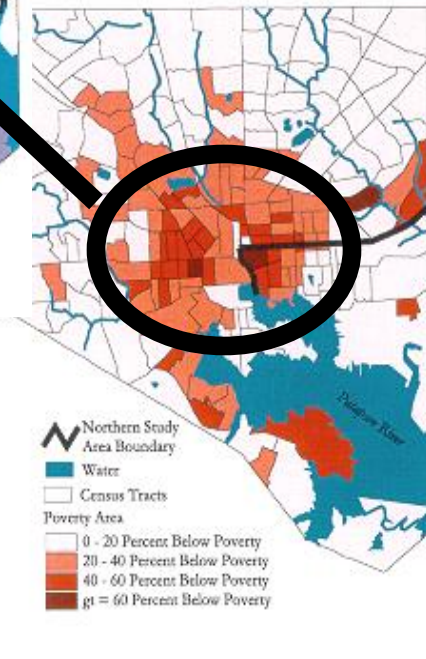 Patapsco River
Northern Study
Area Boundary
Water
Census Tracts
Poverty Area
0 - 20 Percent Below Poverty
20 - 40 Percent Below Poverty
40 - 60 Percent Below Poverty
gt = 60 Percent Below Poverty